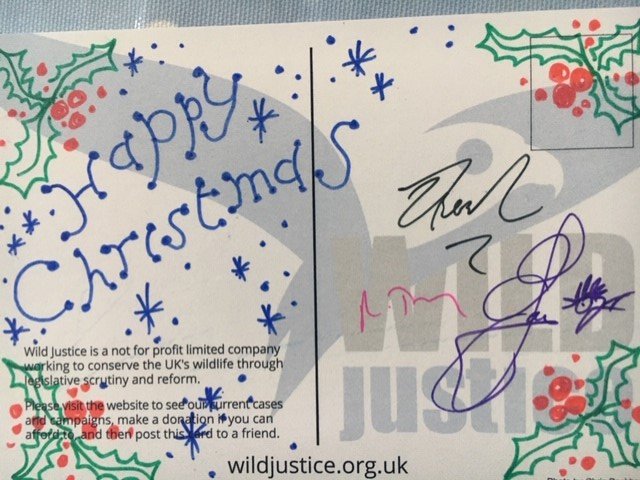 Happy
Christmas
Wild Justice is a not for profit limited company
working to conserve the UK's wildlife through
legislative scrutiny and reform.
Please visit the website to see our current cases
and campaigns, make a donation if you can
afford to, and then post this card to a friend.
WILD
justice
wildjustice.org.uk